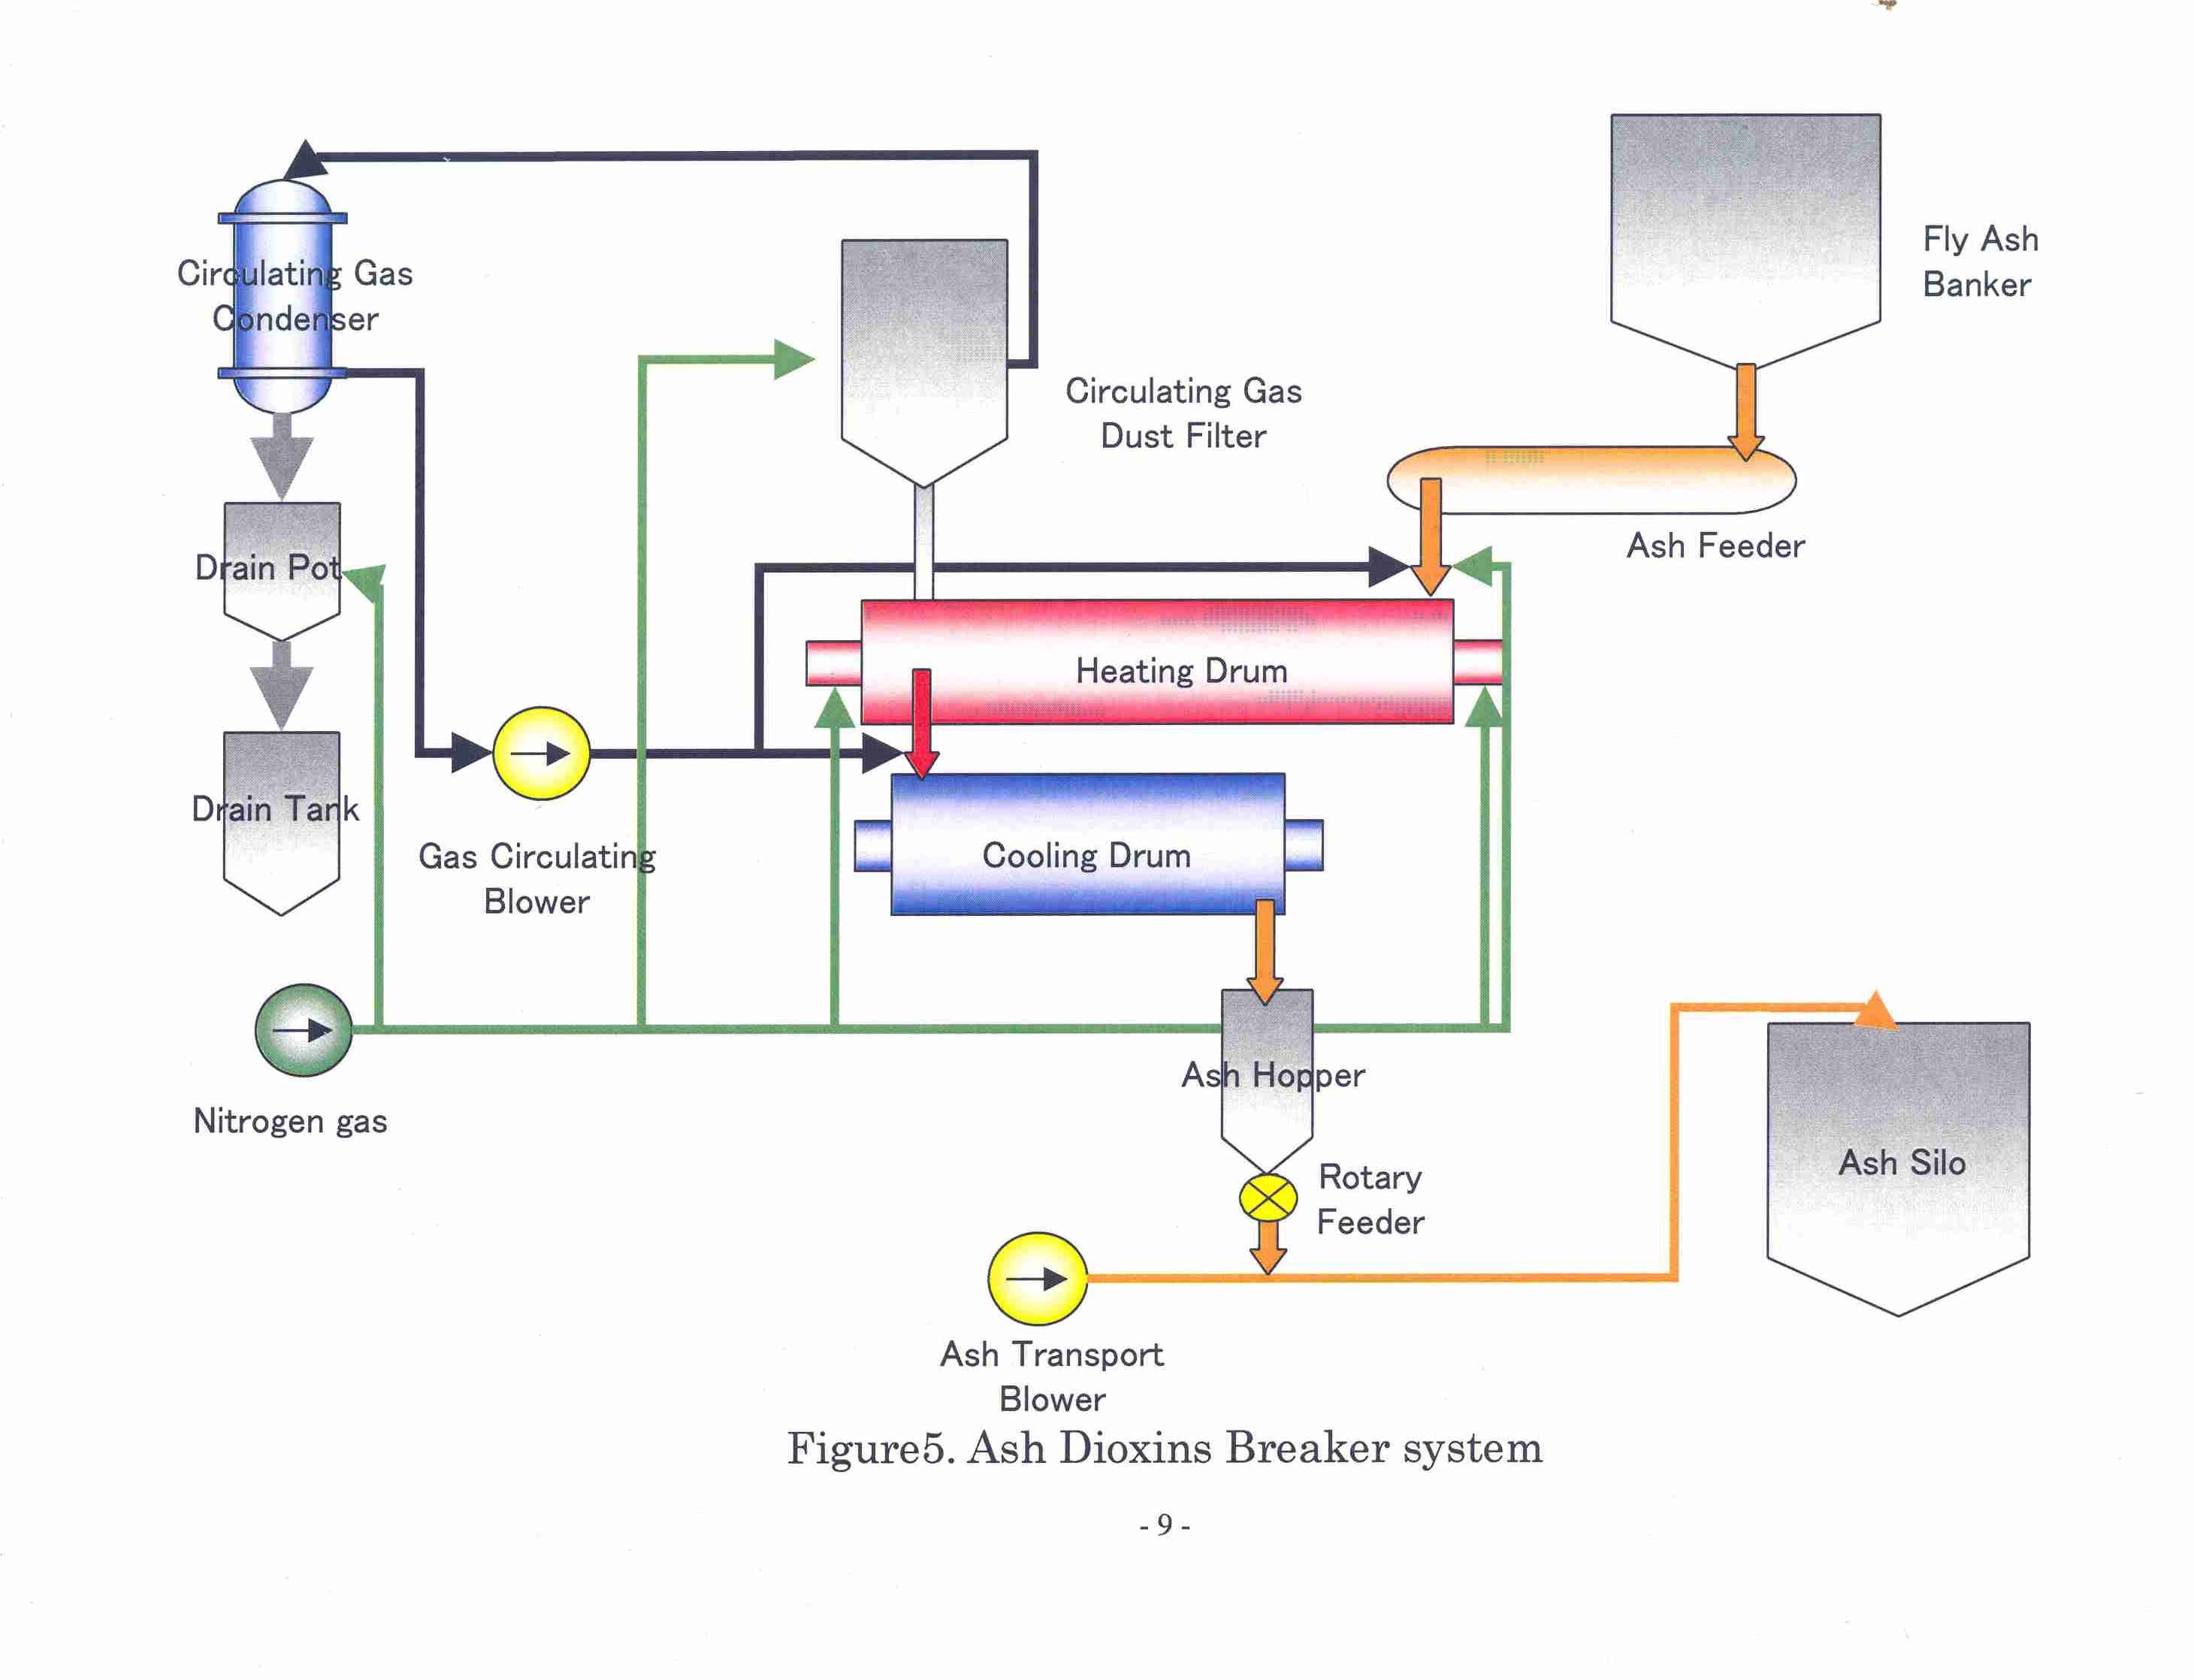 Circulating Gas
Condenser
Fly Ash
Banker
Circulating Gas
Dust Filter
Ash Feeder
Drain Pot
Heating Drum
Drain Tank
Gas Circulating
Blower
Cooling Drum
Nitrogen gas
Ash Hopper
Ash Silo
Rotary
Feeder
Ash Transport
Blower
Figure5. Ash Dioxins Breaker system
- 9 -